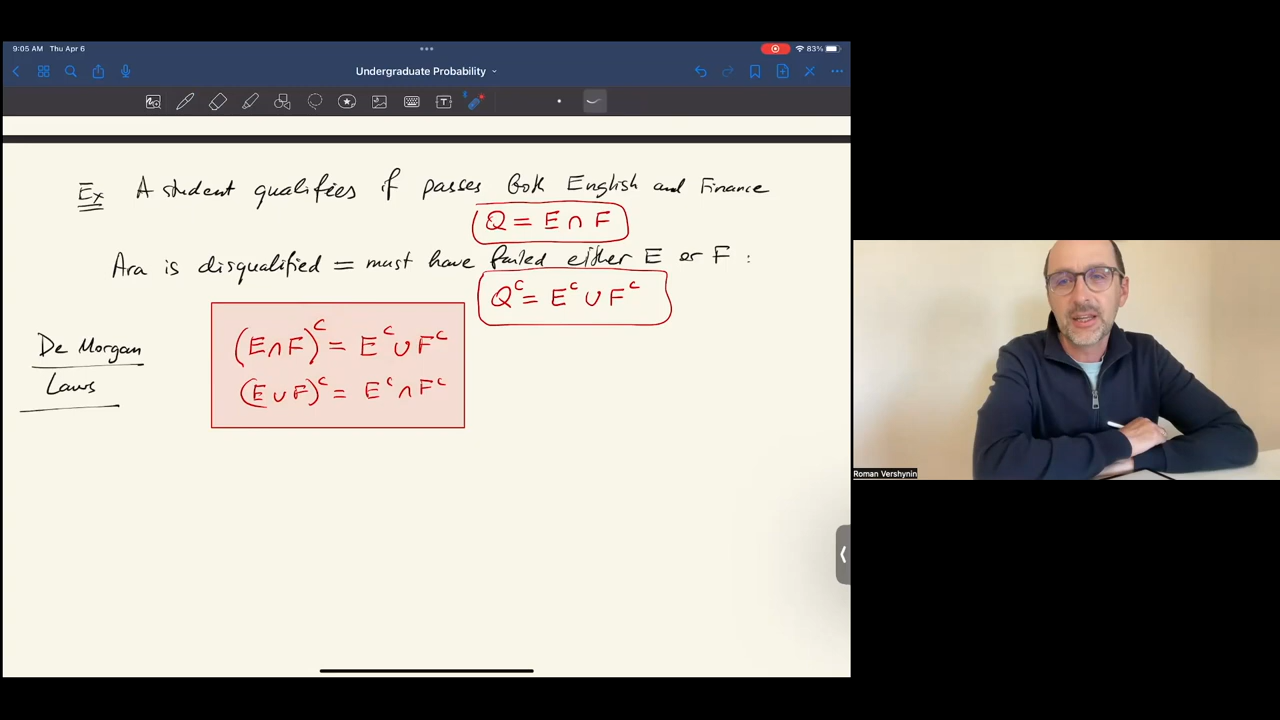 9:05 AM Thu Apr 6
83%
Undergraduate Probability
Ex A student qualifies if passes both English and Finance
Q = E ∩ F
Ara is disqualified = must have failed either E or F :
Qᶜ = Eᶜ ∪ Fᶜ
De Morgan
Laws
(E ∩ F)ᶜ = Eᶜ ∪ Fᶜ
(E ∪ F)ᶜ = Eᶜ ∩ Fᶜ
Roman Vershynin